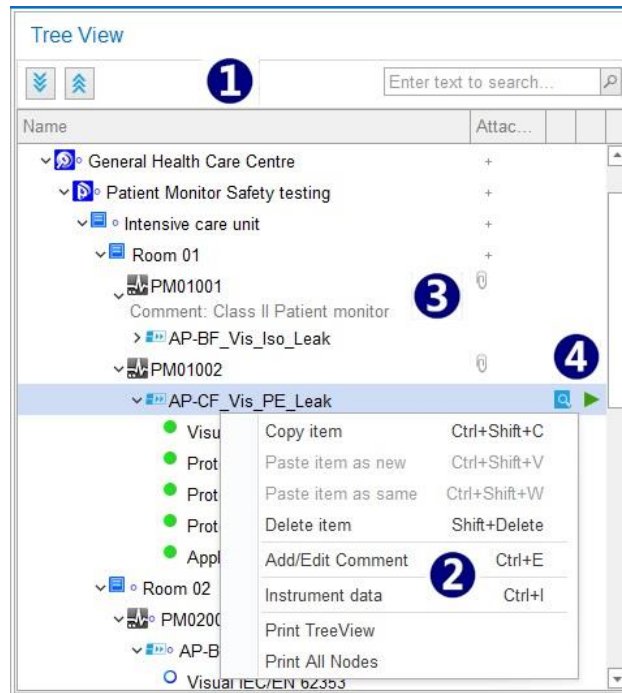 Tree View
1
Enter text to search...
Name Attac...
General Health Care Centre +
Patient Monitor Safety testing +
Intensive care unit +
Room 01 +
PM01001
3
Comment: Class II Patient monitor
AP-BF_Vis_Iso_Leak
4
PM01002
AP-CF_Vis_PE_Leak
Visu
Copy item Ctrl+Shift+C
Prot
Paste item as new Ctrl+Shift+V
Prot
Paste item as same Ctrl+Shift+W
Prot
Delete item Shift+Delete
Appl
Add/Edit Comment Ctrl+E
2
Room 02
Instrument data Ctrl+I
PM0200
Print TreeView
AP-B
Print All Nodes
Visual IEC/EN 62353